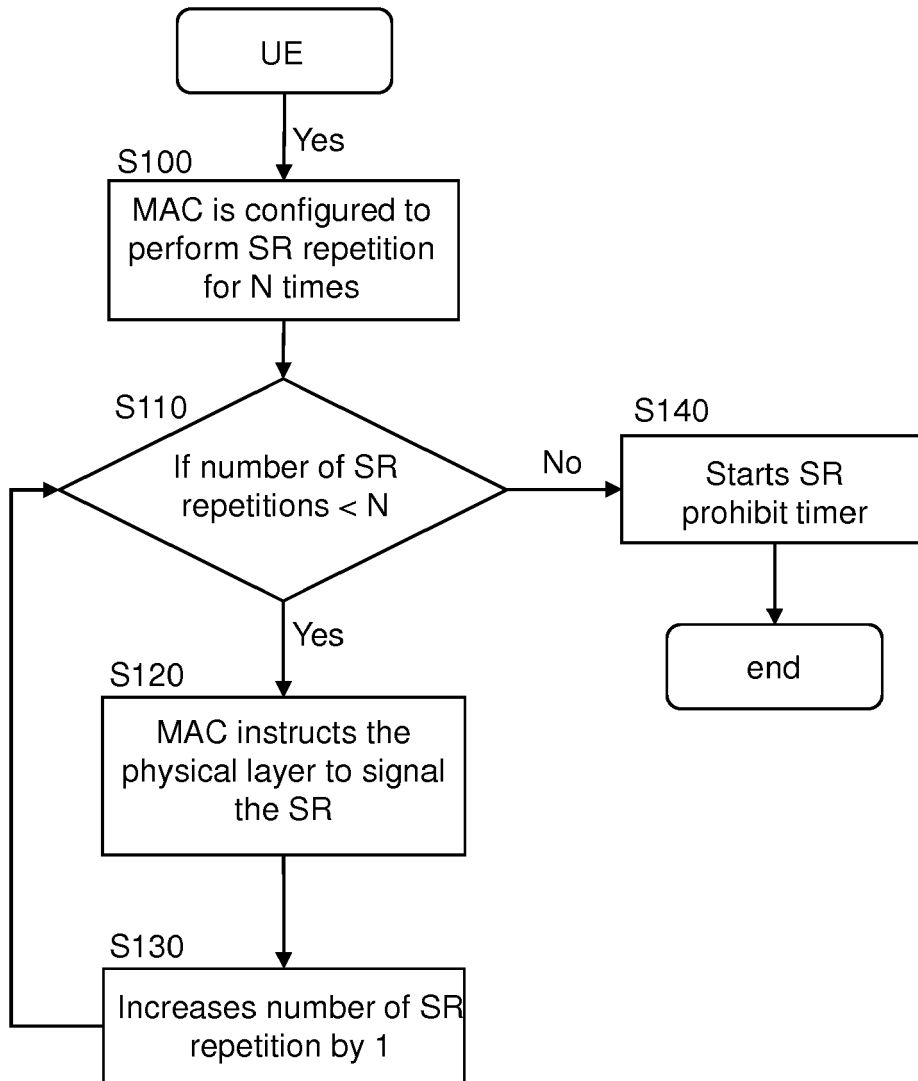 UE
Yes
S100
MAC is configured to
perform SR repetition
for N times
S110
If number of SR
repetitions < N
No
S140
Starts SR
prohibit timer
end
Yes
S120
MAC instructs the
physical layer to signal
the SR
S130
Increases number of SR
repetition by 1